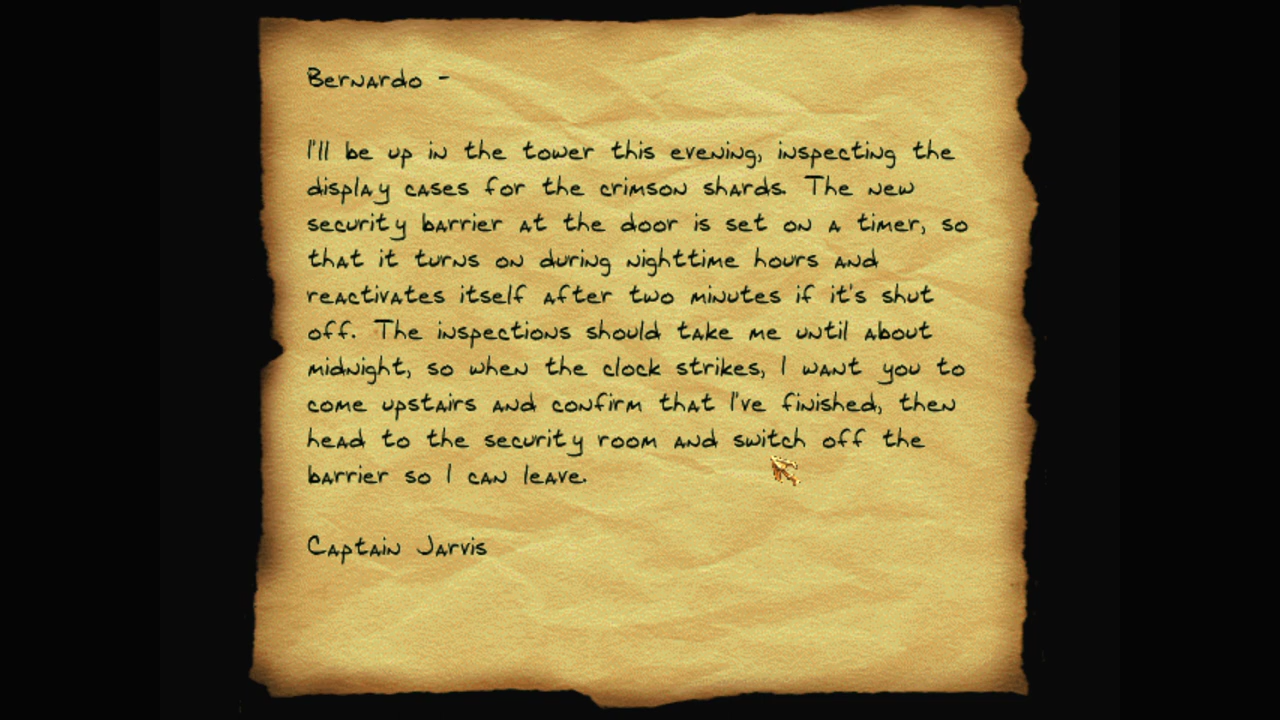 Bernardo -
I'll be up in the tower this evening, inspecting the
display cases for the crimson shards. The new
security barrier at the door is set on a timer, so
that it turns on during nighttime hours and
reactivates itself after two minutes if it's shut
off. The inspections should take me until about
midnight, so when the clock strikes, I want you to
come upstairs and confirm that I've finished, then
head to the security room and switch off the
barrier so I can leave.
Captain Jarvis